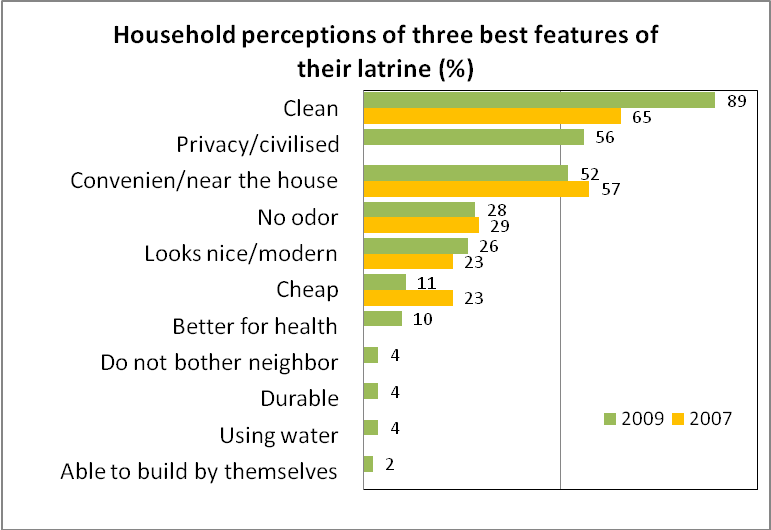 Household perceptions of three best features of
their latrine (%)
Clean
89
65
Privacy/civilised
56
Convenien/near the house
52
57
No odor
28
29
Looks nice/modern
26
23
Cheap
11
23
Better for health
10
Do not bother neighbor
4
Durable
4
Using water
4
Able to build by themselves
2
2009 2007